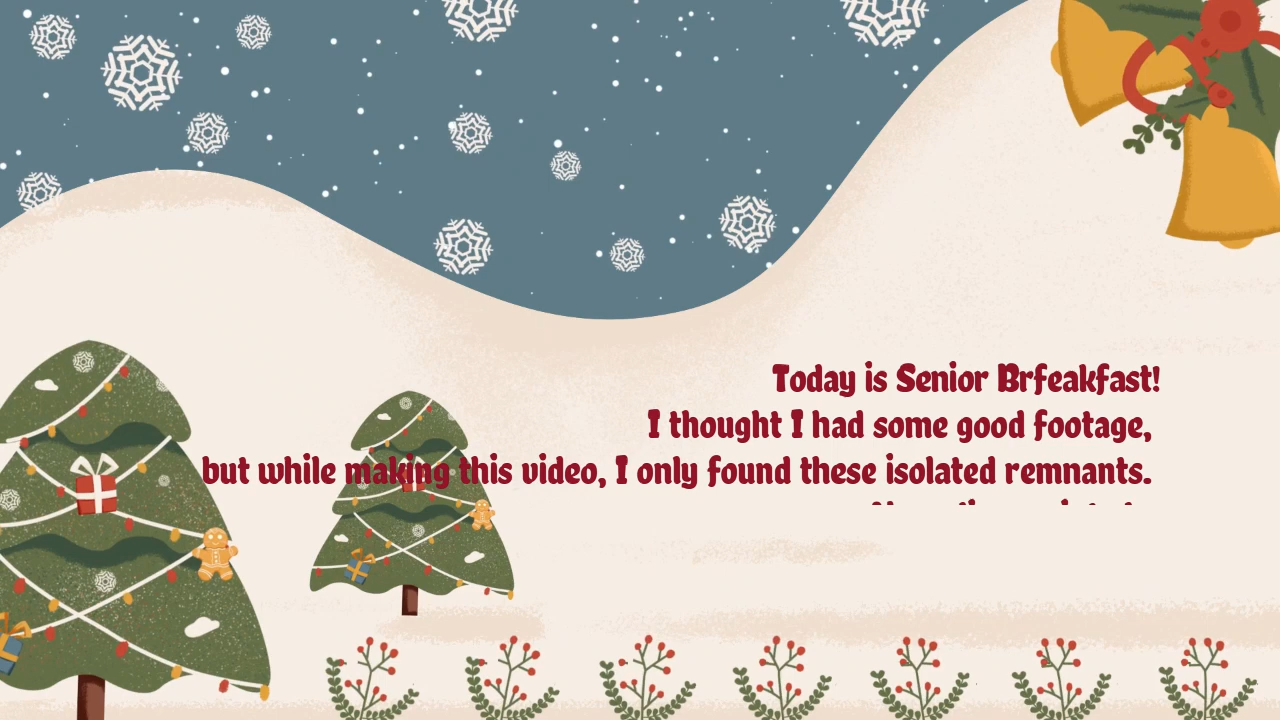 Today is Senior Brfeakfast!
I thought I had some good footage,
but while making this video, I only found these isolated remnants.